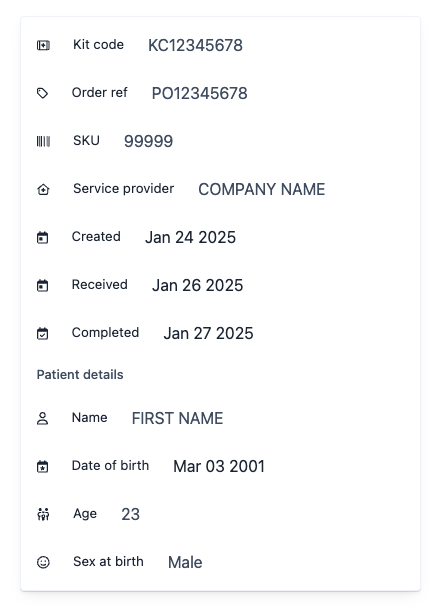 Kit code KC12345678
Order ref PO12345678
SKU 99999
Service provider COMPANY NAME
Created Jan 24 2025
Received Jan 26 2025
Completed Jan 27 2025
Patient details
Name FIRST NAME
Date of birth Mar 03 2001
Age 23
Sex at birth Male